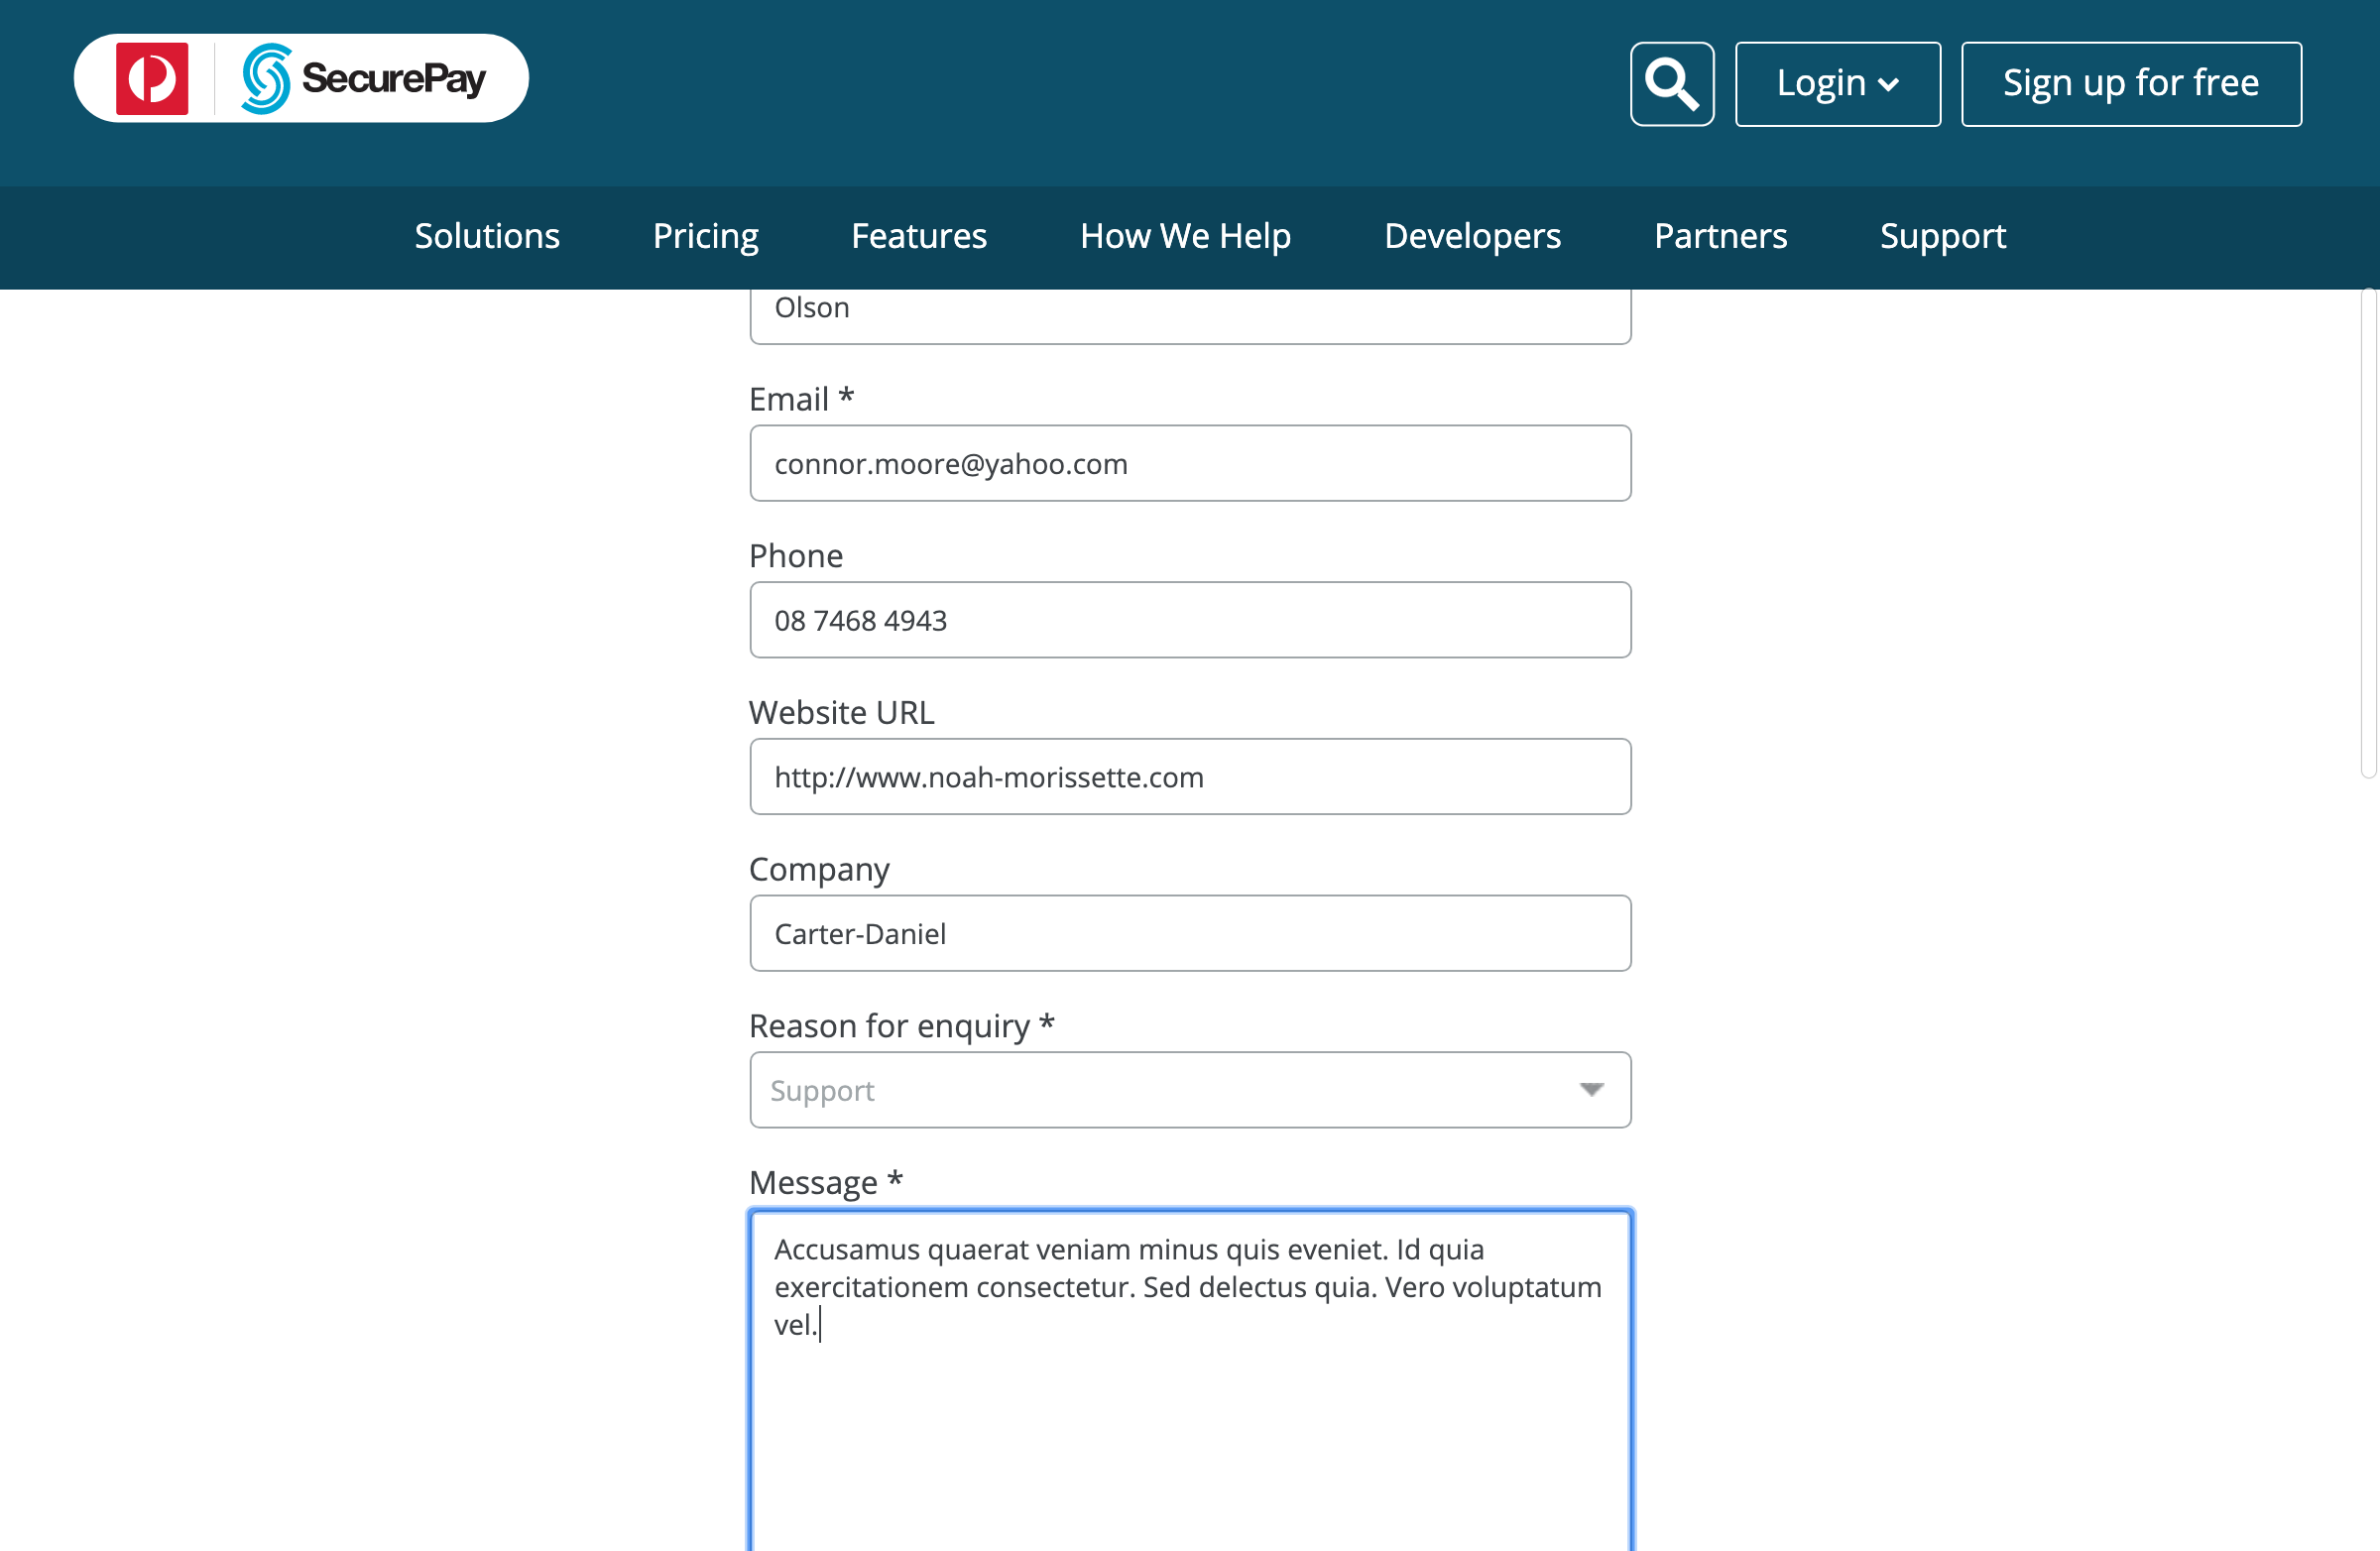 SecurePay
Login
Sign up for free
Solutions
Pricing
Features
How We Help
Developers
Partners
Support
Olson
Email *
connor.moore@yahoo.com
Phone
08 7468 4943
Website URL
http://www.noah-morissette.com
Company
Carter-Daniel
Reason for enquiry *
Support
Message *
Accusamus quaerat veniam minus quis eveniet. Id quia
exercitationem consectetur. Sed delectus quia. Vero voluptatum
vel.